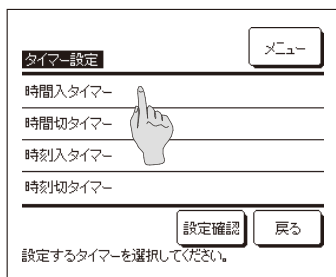 メニュー
タイマー設定
時間入タイマー
時間切タイマー
時刻入タイマー
時刻切タイマー
設定確認 戻る
設定するタイマーを選択してください。